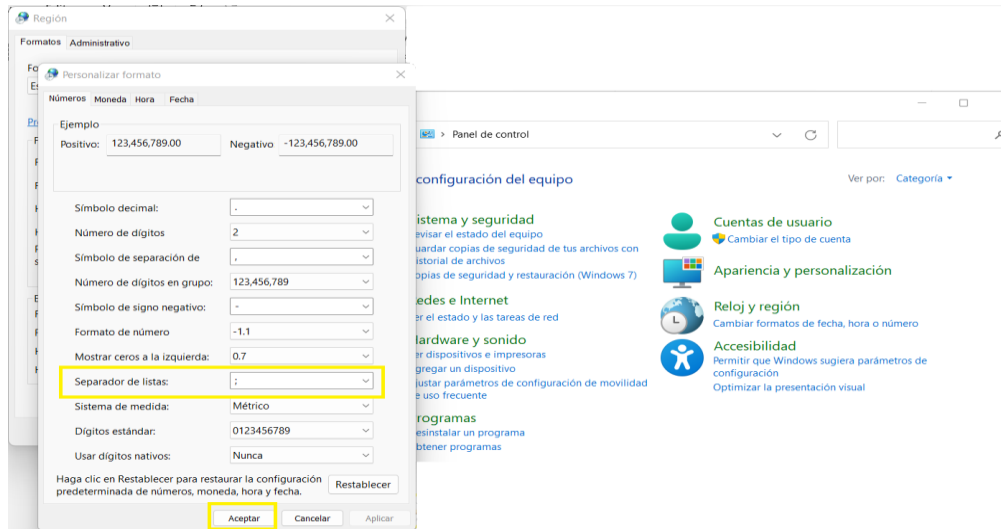 Región
Formatos Administrativo
Fo
Es
Personalizar formato
Números Moneda Hora Fecha
Ejemplo
Positivo: 123,456,789.00 Negativo -123,456,789.00
Símbolo decimal: .
Número de dígitos 2
Símbolo de separación de ,
Número de dígitos en grupo: 123,456,789
Símbolo de signo negativo: -
Formato de número -1.1
Mostrar ceros a la izquierda: 0.7
Separador de listas: ;
Sistema de medida: Métrico
Dígitos estándar: 0123456789
Usar dígitos nativos: Nunca
Haga clic en Restablecer para restaurar la configuración
predeterminada de números, moneda, hora y fecha.
Restablecer
Aceptar Cancelar Aplicar
> Panel de control
configuración del equipo
Ver por: Categoría
istema y seguridad
evisar el estado del equipo
uardar copias de seguridad de tus archivos con
istorial de archivos
opias de seguridad y restauración (Windows 7)
edes e Internet
er el estado y las tareas de red
ardware y sonido
er dispositivos e impresoras
gregar un dispositivo
justar parámetros de configuración de movilidad
e uso frecuente
rogramas
esinstalar un programa
btener programas
Cuentas de usuario
Cambiar el tipo de cuenta
Apariencia y personalización
Reloj y región
Cambiar formatos de fecha, hora o número
Accesibilidad
Permitir que Windows sugiera parámetros de
configuración
Optimizar la presentación visual